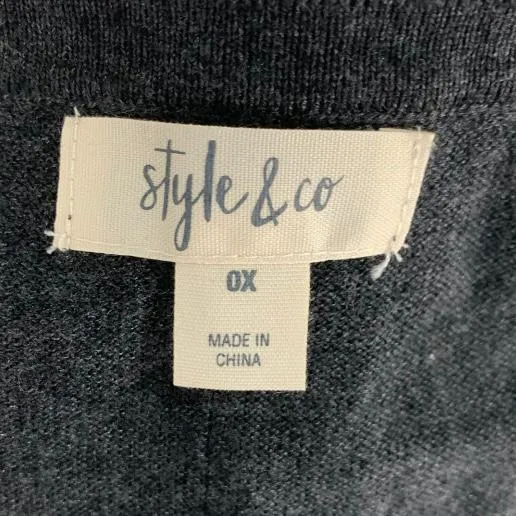 style & co
0X
MADE IN
CHINA